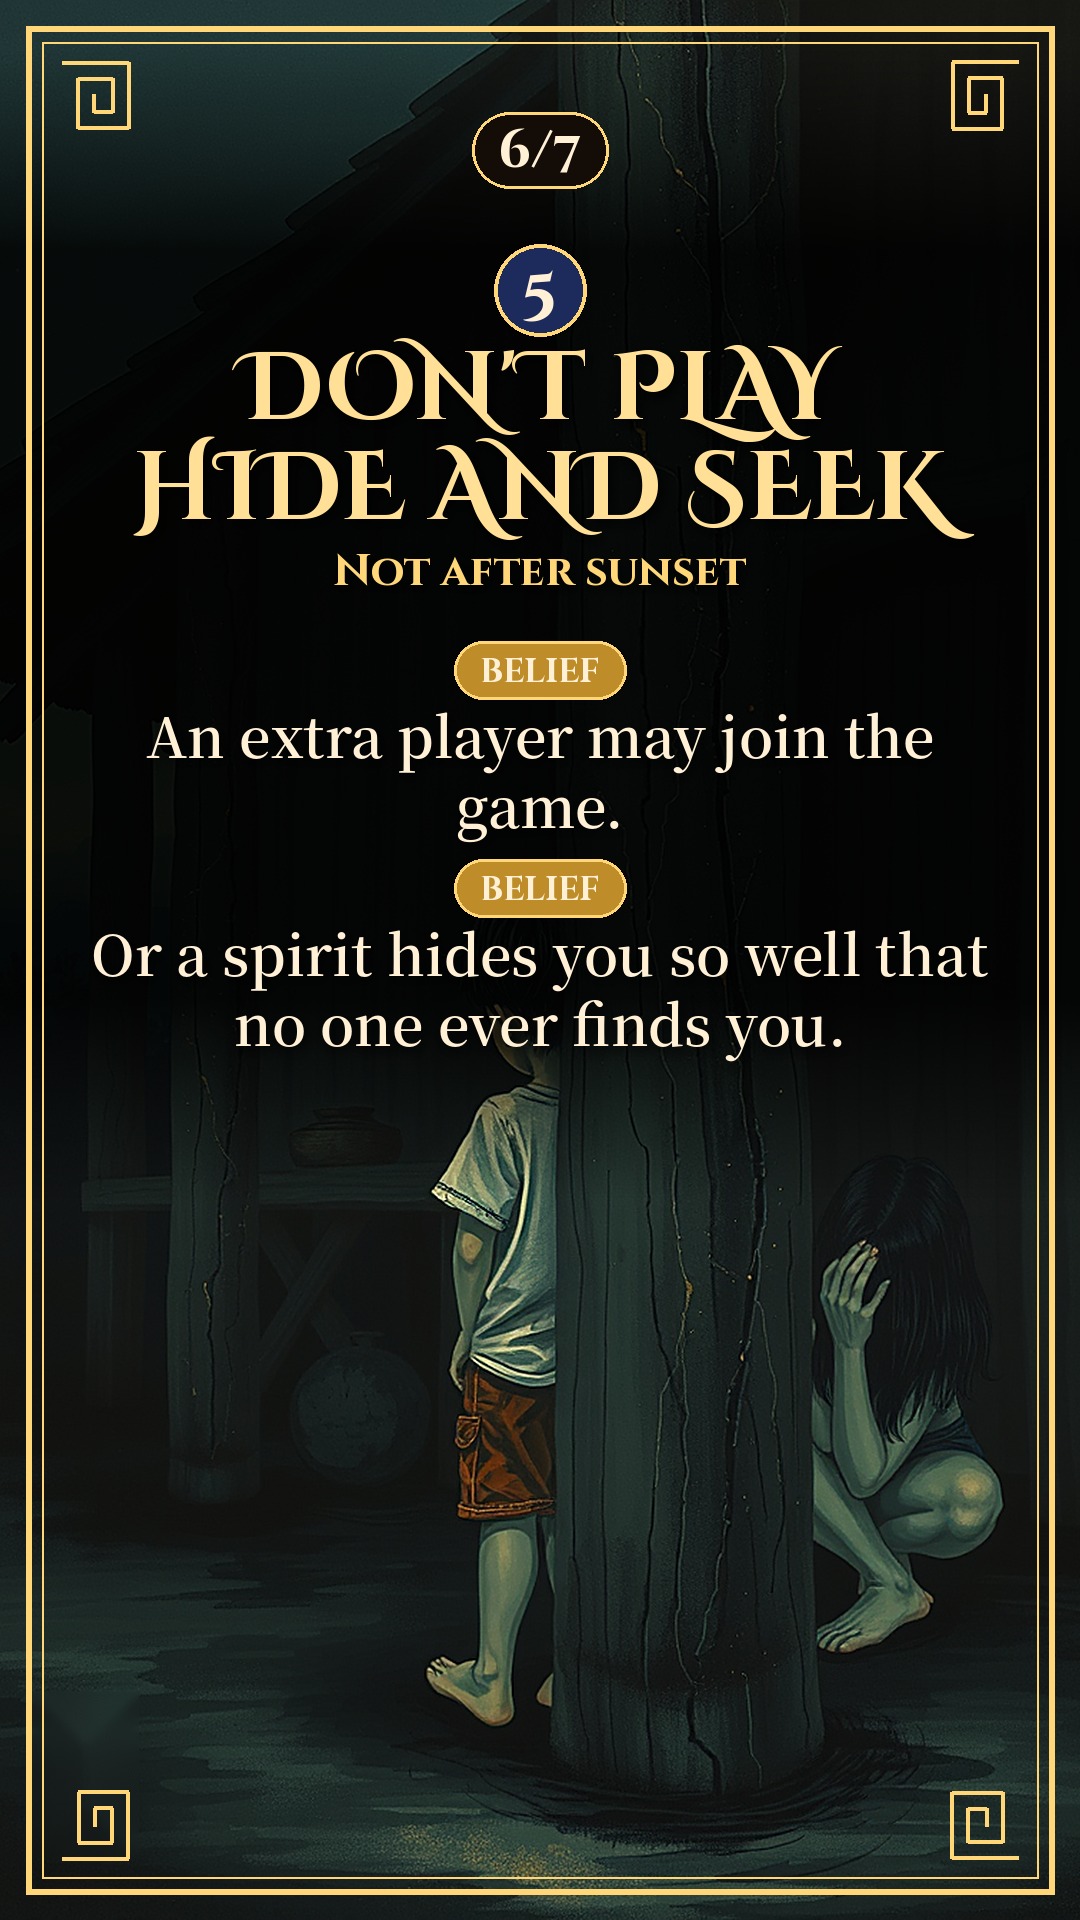 6/7
5
DON'T PLAY
HIDE AND SEEK
NOT AFTER SUNSET
BELIEF
An extra player may join the
game.
BELIEF
Or a spirit hides you so well that
no one ever finds you.